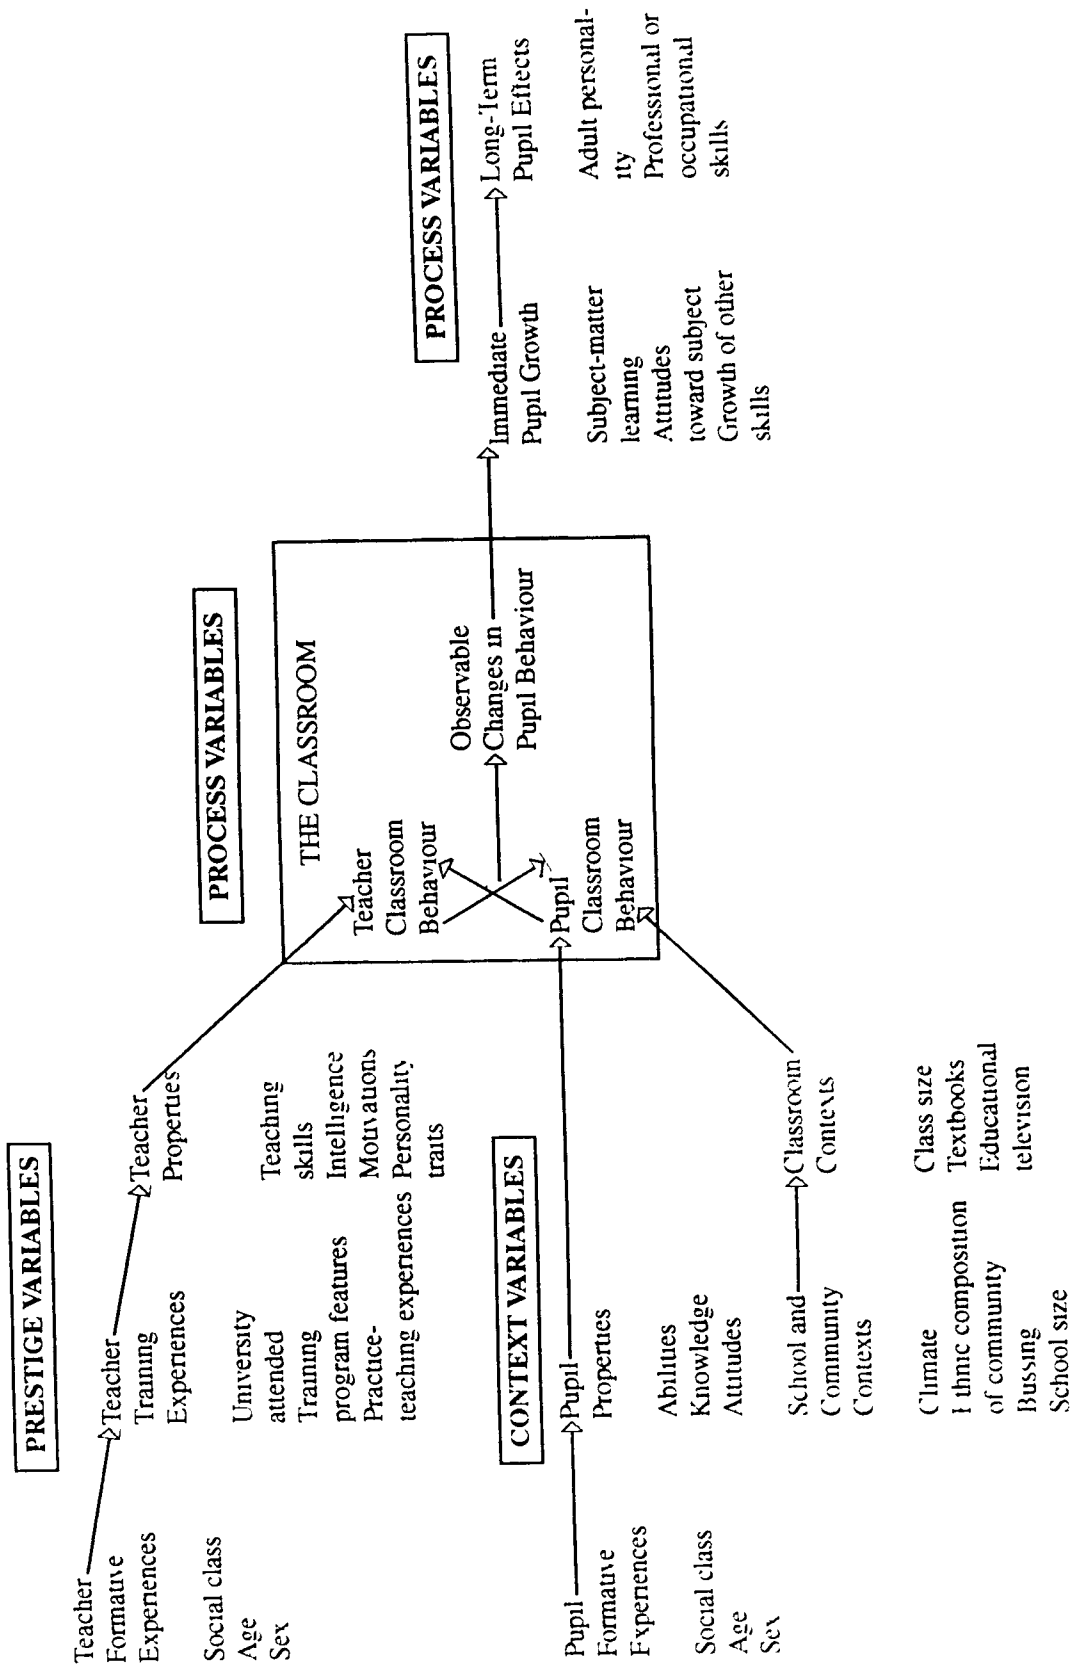 PRESTIGE VARIABLES
Teacher
Formative
Experiences
Social class
Age
Sex
Teacher
Training
Experiences
University
attended
Training
program features
Practice-
teaching experiences
Teacher
Properties
Teaching
skills
Intelligence
Motivations
Personality
traits
CONTEXT VARIABLES
Pupil
Formative
Experiences
Social class
Age
Sex
Pupil
Properties
Abilities
Knowledge
Attitudes
School and
Community
Contexts
Climate
Ethnic composition
of community
Bussing
School size
Classroom
Contexts
Class size
Textbooks
Educational
television
PROCESS VARIABLES
THE CLASSROOM
Teacher
Classroom
Behaviour
Pupil
Classroom
Behaviour
Observable
Changes in
Pupil Behaviour
PROCESS VARIABLES
Immediate
Pupil Growth
Subject-matter
learning
Attitudes
toward subject
Growth of other
skills
Long-Term
Pupil Effects
Adult personal-
ity
Professional or
occupational
skills